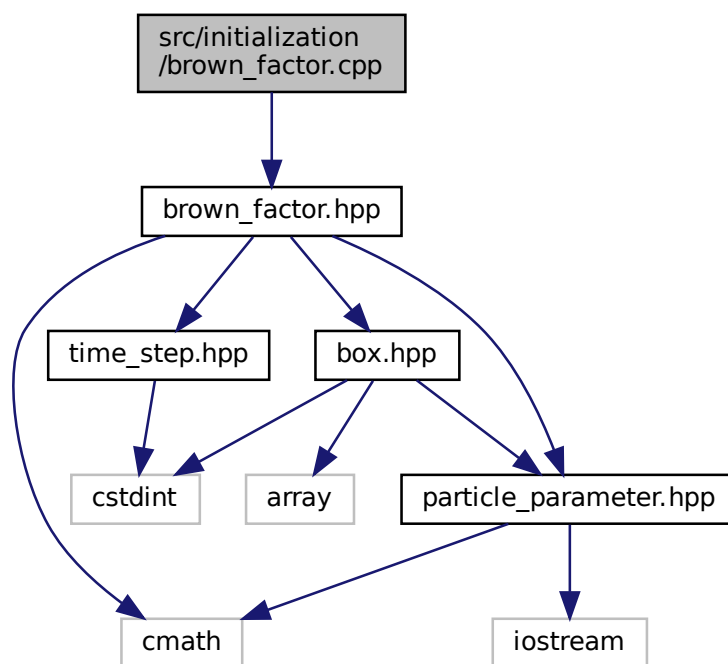 src/initialization
/brown_factor.cpp
brown_factor.hpp
time_step.hpp
box.hpp
cstdint
array
particle_parameter.hpp
cmath
iostream